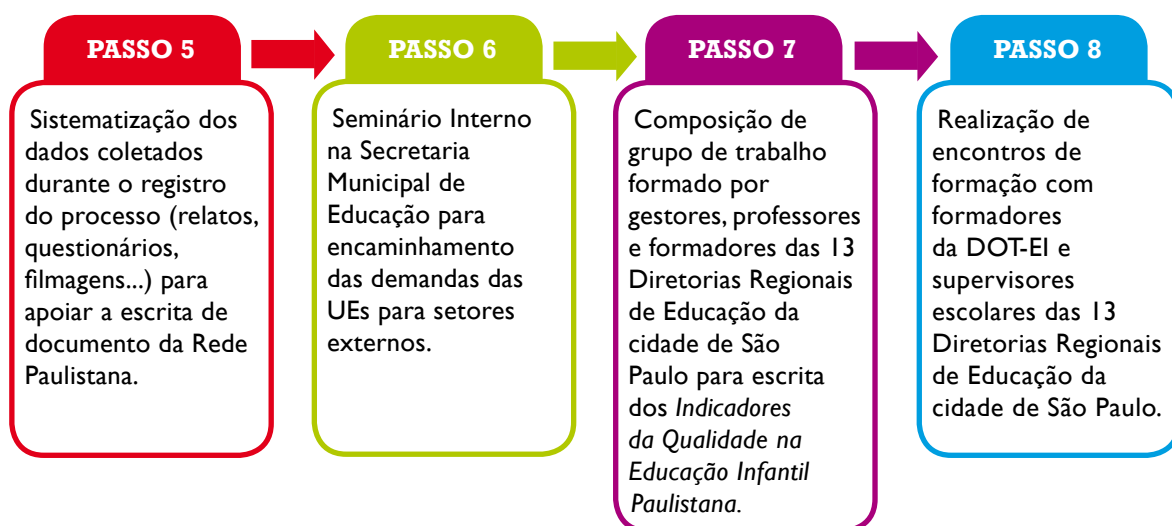 PASSO 5
Sistematização dos
dados coletados
durante o registro
do processo (relatos,
questionários,
filmagens...) para
apoiar a escrita de
documento da Rede
Paulistana.
PASSO 6
Seminário Interno
na Secretaria
Municipal de
Educação para
encaminhamento
das demandas das
UEs para setores
externos.
PASSO 7
Composição de
grupo de trabalho
formado por
gestores, professores
e formadores das 13
Diretorias Regionais
de Educação da
cidade de São
Paulo para escrita
dos Indicadores
da Qualidade na
Educação Infantil
Paulistana.
PASSO 8
Realização de
encontros de
formação com
formadores
da DOT-EI e
supervisores
escolares das 13
Diretorias Regionais
de Educação da
cidade de São Paulo.